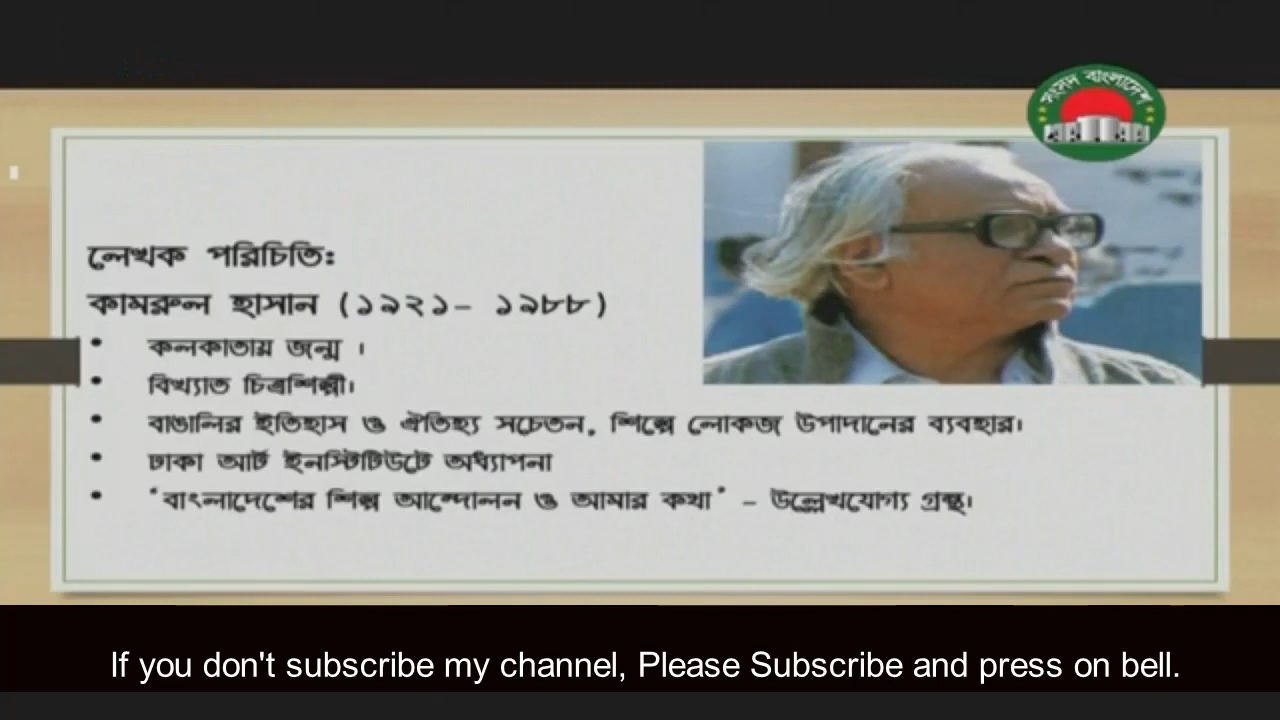 সংসদ বাংলাদেশ
লেখক পরিচিতিঃ
কামরুল হাসান (১৯২১- ১৯৮৮)
• কলকাতায় জন্ম ।
• বিখ্যাত চিত্রশিল্পী।
• বাঙালির ইতিহাস ও ঐতিহ্য সচেতন, শিল্পে লোকজ উপাদানের ব্যবহার।
• ঢাকা আর্ট ইনস্টিটিউটে অধ্যাপনা
• ‘বাংলাদেশের শিল্প আন্দোলন ও আমার কথা’ – উল্লেখযোগ্য গ্রন্থ।
If you don't subscribe my channel, Please Subscribe and press on bell.